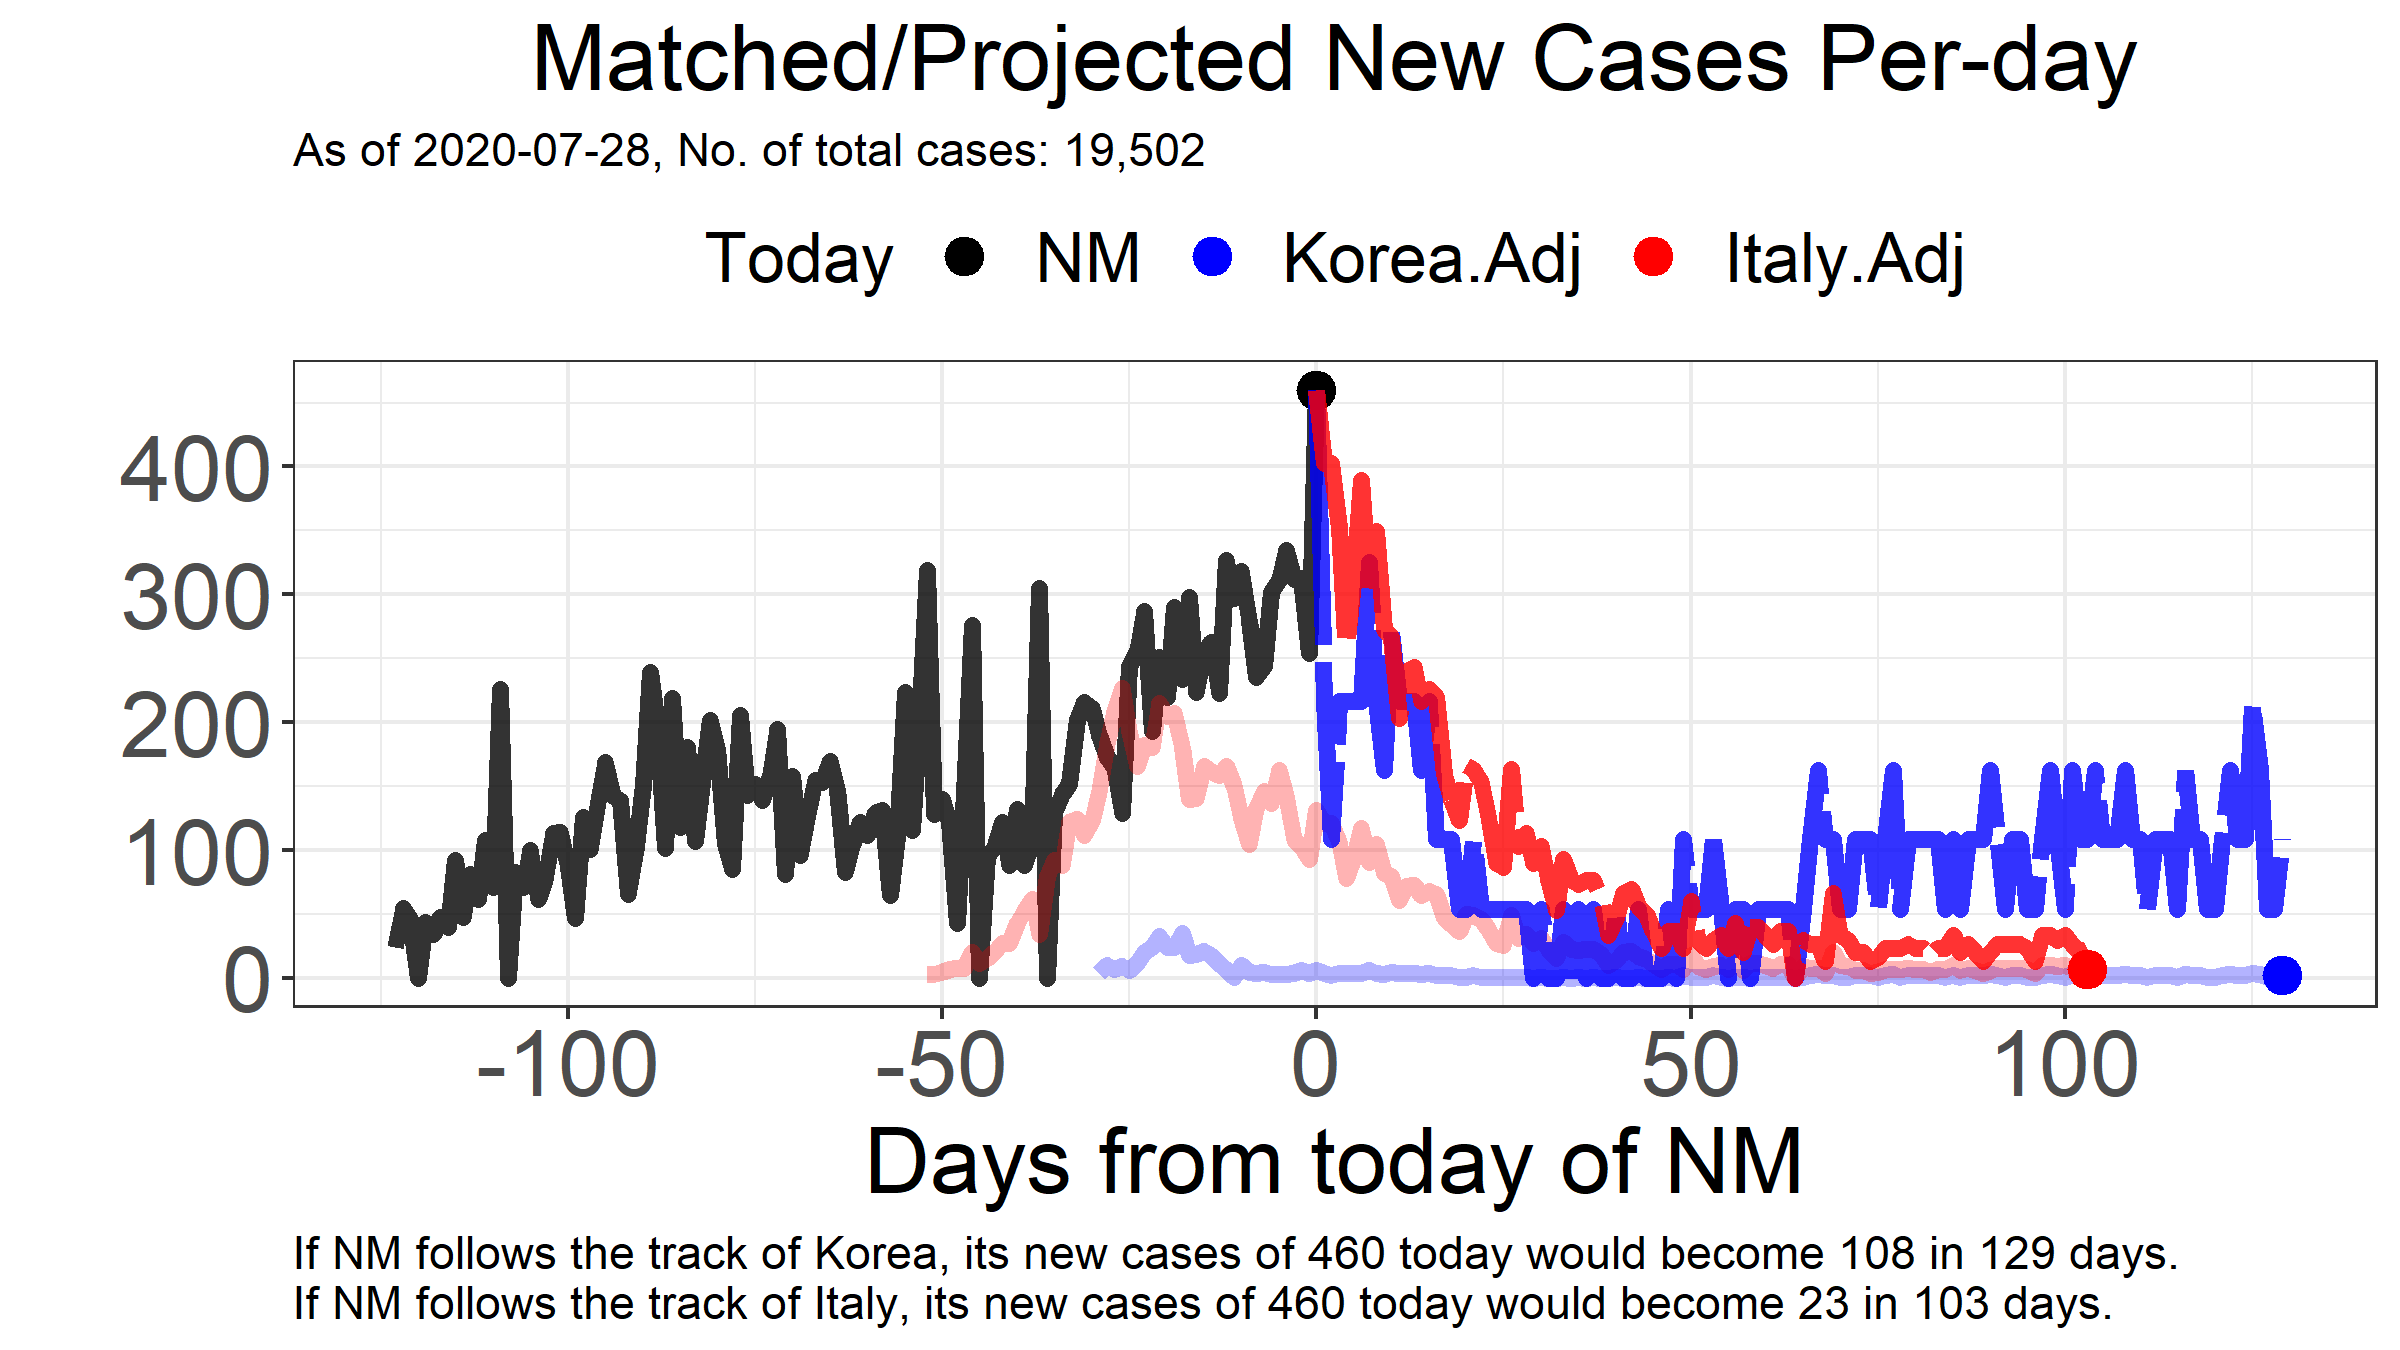 Matched/Projected New Cases Per-day
As of 2020-07-28, No. of total cases: 19,502
Today NM Korea.Adj Italy.Adj
400
300
200
100
0
-100 -50 0 50 100
Days from today of NM
If NM follows the track of Korea, its new cases of 460 today would become 108 in 129 days.
If NM follows the track of Italy, its new cases of 460 today would become 23 in 103 days.